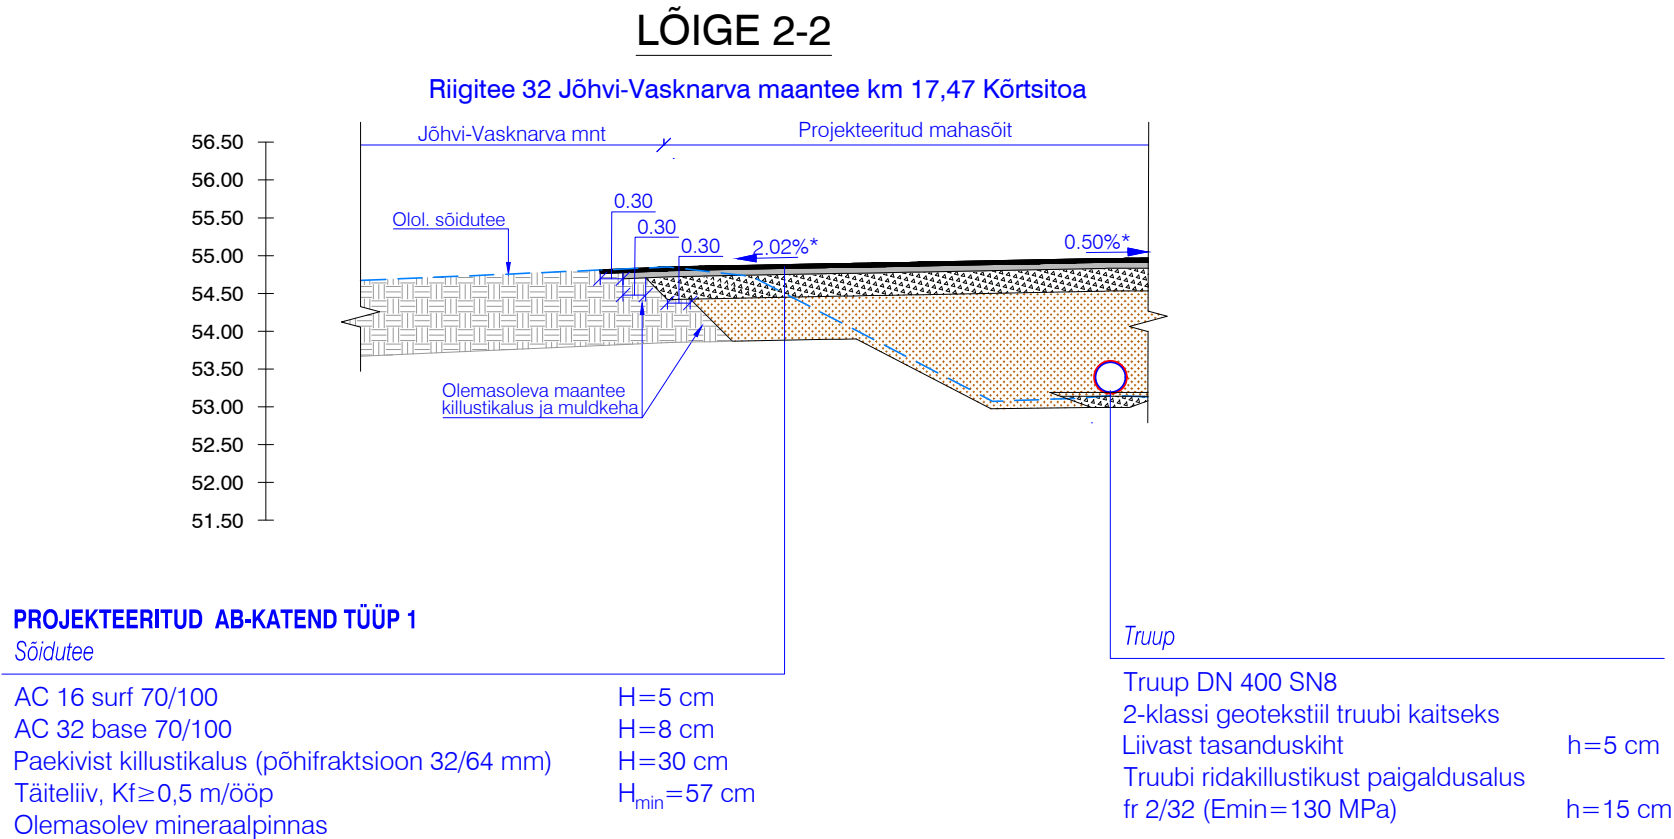 LÕIGE 2-2
Riigitee 32 Jõhvi-Vasknarva maantee km 17,47 Kõrtsitoa
Jõhvi-Vasknarva mnt
Projekteeritud mahasõit
56.50
56.00
55.50
55.00
54.50
54.00
53.50
53.00
52.50
52.00
51.50
Olol. sõidutee
0.30
0.30
0.30
2.02%*
0.50%*
Olemasoleva maantee
killustikalus ja muldkeha
PROJEKTEERITUD AB-KATEND TÜÜP 1
Sõidutee
AC 16 surf 70/100 H=5 cm
AC 32 base 70/100 H=8 cm
Paekivist killustikalus (põhifraktsioon 32/64 mm) H=30 cm
Täiteliiv, Kf≥0,5 m/ööp Hmin=57 cm
Olemasolev mineraalpinnas
Truup
Truup DN 400 SN8
2-klassi geotekstiil truubi kaitseks
Liivast tasanduskiht h=5 cm
Truubi ridakillustikust paigaldusalus
fr 2/32 (Emin=130 MPa) h=15 cm